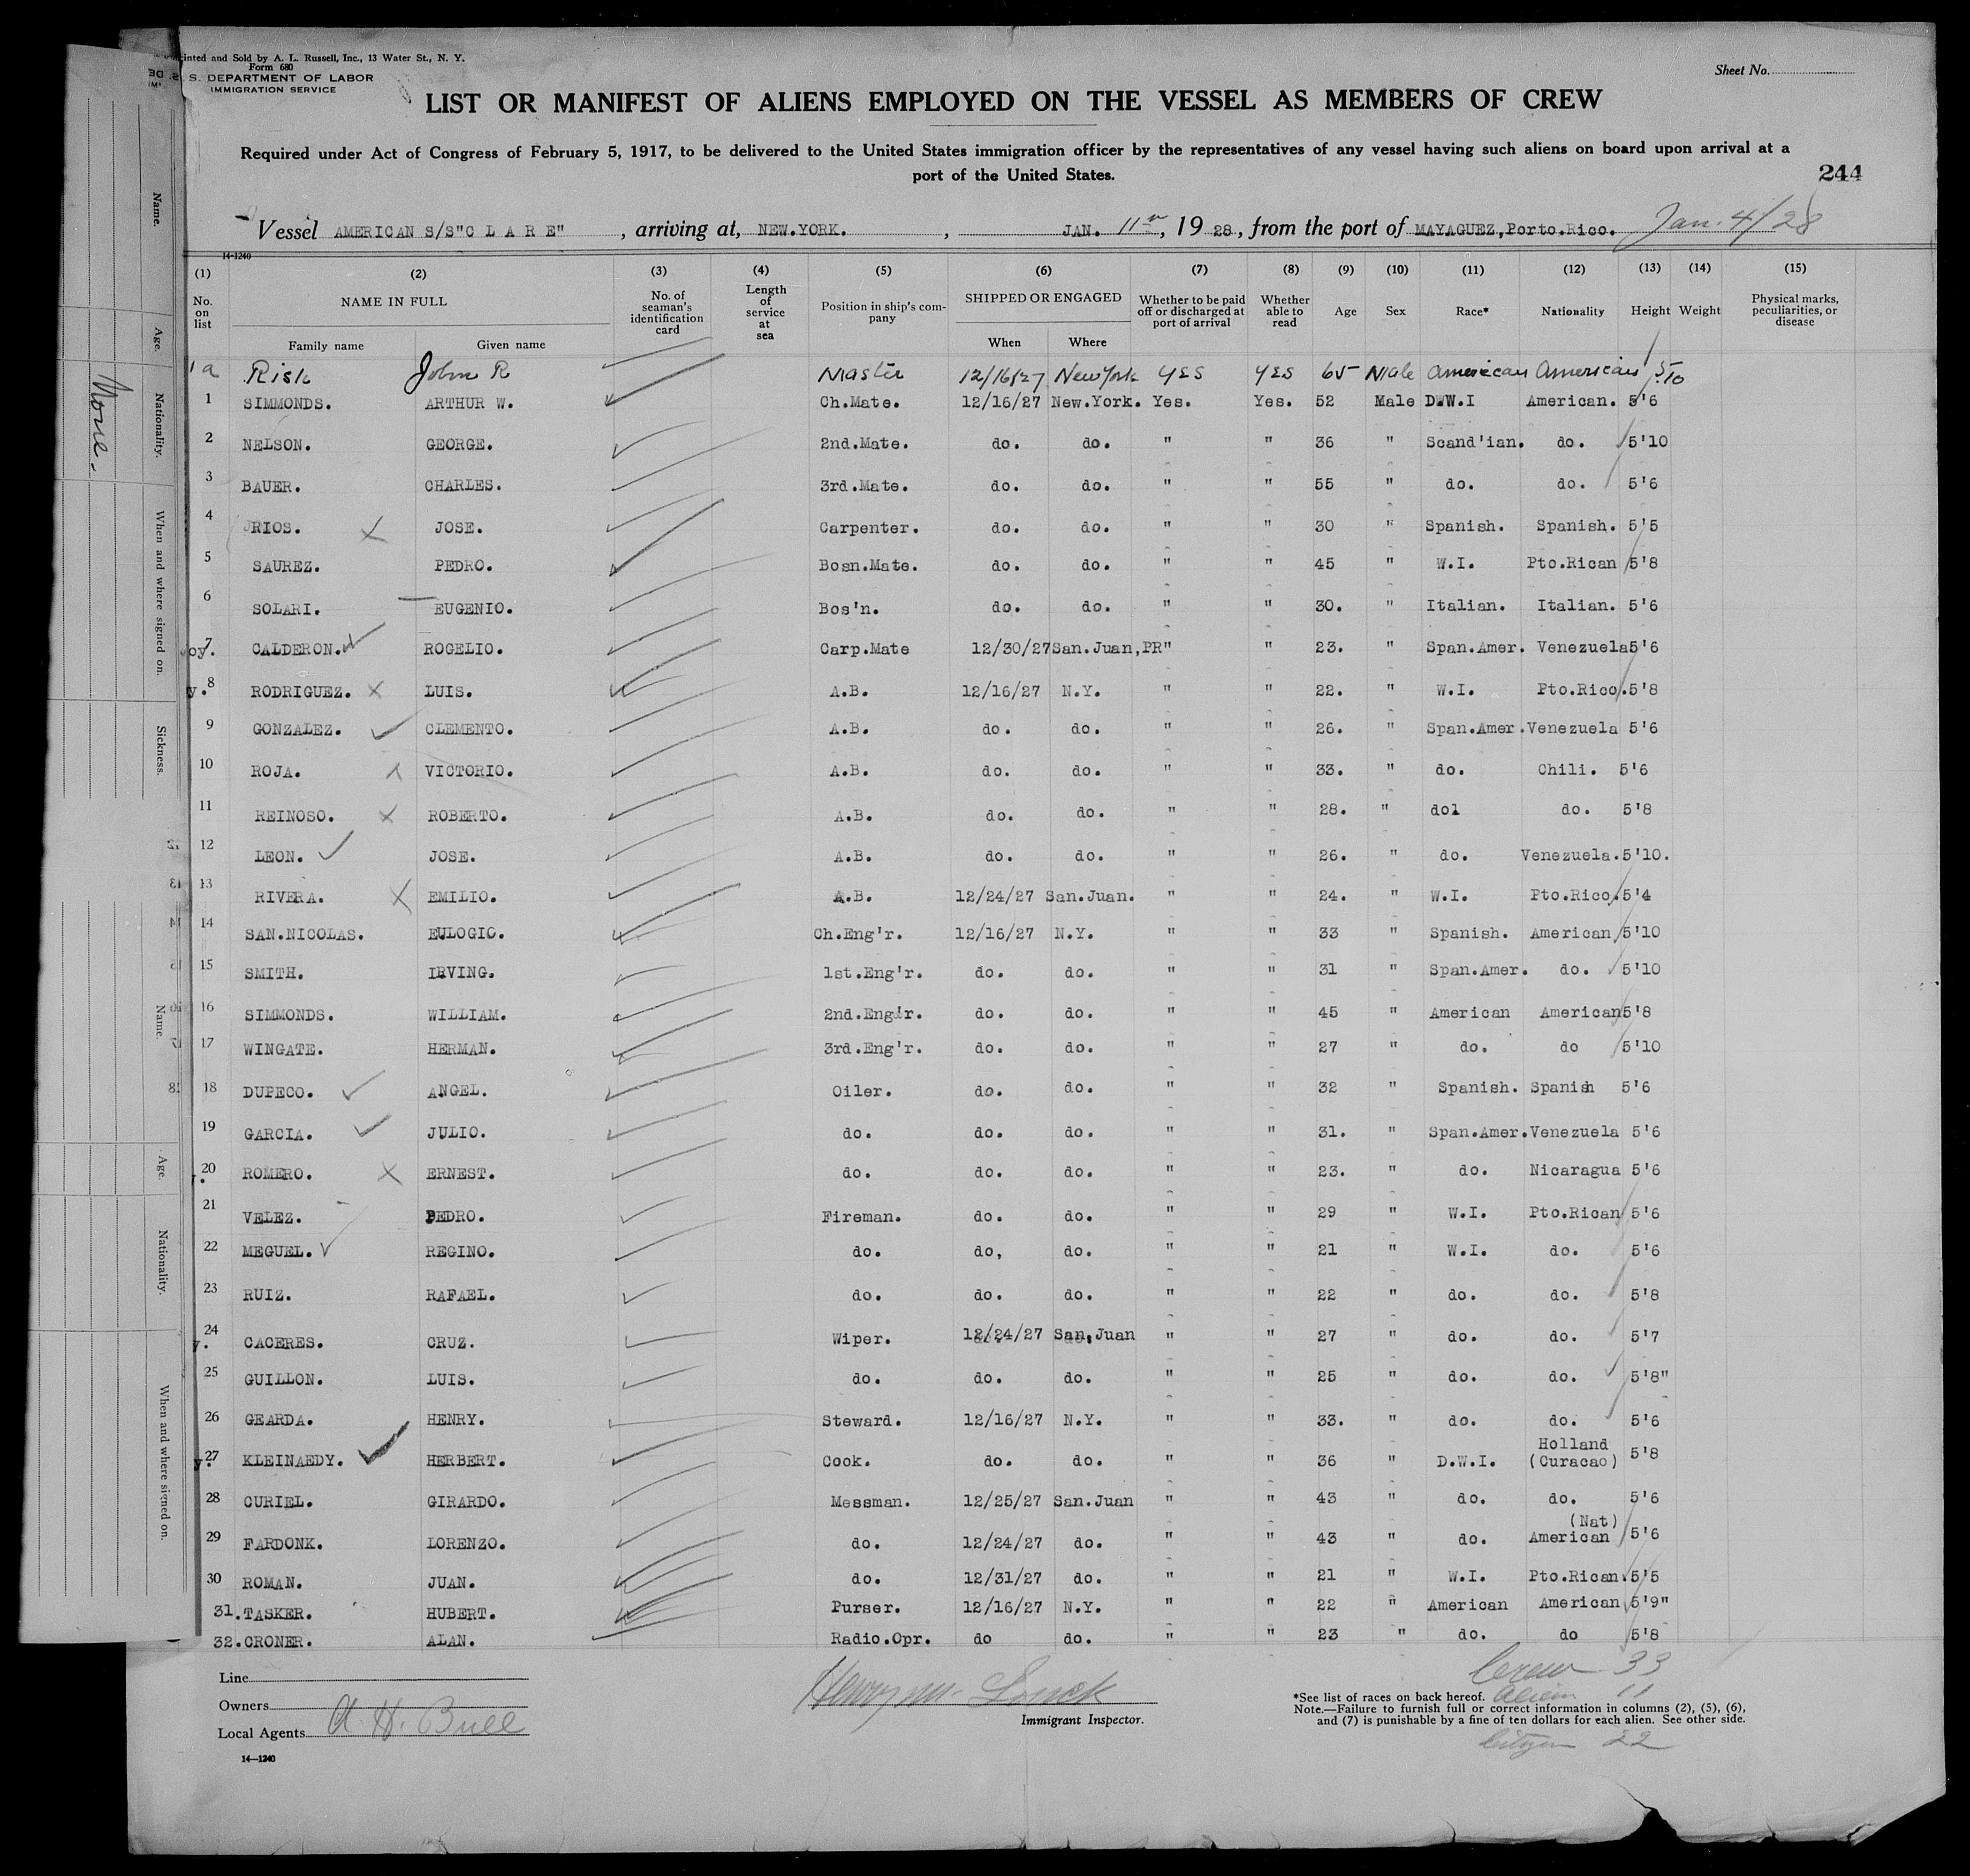 Printed and Sold by A. L. Russell, Inc., 13 Water St., N. Y.
Form 680
S. DEPARTMENT OF LABOR
IMMIGRATION SERVICE
Sheet No.
LIST OR MANIFEST OF ALIENS EMPLOYED ON THE VESSEL AS MEMBERS OF CREW
Required under Act of Congress of February 5, 1917, to be delivered to the United States immigration officer by the representatives of any vessel having such aliens on board upon arrival at a
port of the United States.
244
Vessel AMERICAN S/S"C L A R E", arriving at, NEW.YORK., JAN. 11th, 19 28, from the port of MAYAGUEZ,Porto.Rico. Jan. 4/28
14-1240
(1) (2) (3) (4) (5) (6) (7) (8) (9) (10) (11) (12) (13) (14) (15)
No. on list NAME IN FULL Family name Given name No. of seaman's identification card Length of service at sea Position in ship's company SHIPPED OR ENGAGED When Where Whether to be paid off or discharged at port of arrival Whether able to read Age Sex Race* Nationality Height Weight Physical marks, peculiarities, or disease
1a Risk John R Master 12/16/27 New York YES YES 65 Male American American 5'10
1 SIMMONDS. ARTHUR W. Ch.Mate. 12/16/27 New.York. Yes. Yes. 52 Male D.W.I American. 5'6
2 NELSON. GEORGE. 2nd.Mate. do. do. " " 36 " Scand'ian. do. 5'10
3 BAUER. CHARLES. 3rd.Mate. do. do. " " 55 " do. do. 5'6
4 RIOS. JOSE. Carpenter. do. do. " " 30 " Spanish. Spanish. 5'5
5 SAUREZ. PEDRO. Bosn.Mate. do. do. " " 45 " W.I. Pto.Rican 5'8
6 SOLARI. EUGENIO. Bos'n. do. do. " " 30. " Italian. Italian. 5'6
7. CALDERON. ROGELIO. Carp.Mate 12/30/27 San.Juan,PR" " 23. " Span.Amer. Venezuela 5'6
8 RODRIGUEZ. LUIS. A.B. 12/16/27 N.Y. " " 22. " W.I. Pto.Rico. 5'8
9 GONZALEZ. CLEMENTO. A.B. do. do. " " 26. " Span.Amer. Venezuela 5'6
10 ROJA. VICTORIO. A.B. do. do. " " 33. " do. Chili. 5'6
11 REINOSO. ROBERTO. A.B. do. do. " " 28. " dol do. 5'8
12 LEON. JOSE. A.B. do. do. " " 26. " do. Venezuela. 5'10.
13 RIVERA. EMILIO. A.B. 12/24/27 San.Juan. " " 24. " W.I. Pto.Rico. 5'4
14 SAN.NICOLAS. EULOGIO. Ch.Eng'r. 12/16/27 N.Y. " " 33 " Spanish. American 5'10
15 SMITH. IRVING. 1st.Eng'r. do. do. " " 31 " Span.Amer. do. 5'10
16 SIMMONDS. WILLIAM. 2nd.Eng'r. do. do. " " 45 " American American 5'8
17 WINGATE. HERMAN. 3rd.Eng'r. do. do. " " 27 " do. do 5'10
18 DUPECO. ANGEL. Oiler. do. do. " " 32 " Spanish. Spanish 5'6
19 GARCIA. JULIO. do. do. do. " " 31. " Span.Amer. Venezuela 5'6
20 ROMERO. ERNEST. do. do. do. " " 23. " do. Nicaragua 5'6
21 VELEZ. PEDRO. Fireman. do. do. " " 29 " W.I. Pto.Rican 5'6
22 MEGUEL. REGINO. do. do, do. " " 21 " W.I. do. 5'6
23 RUIZ. RAFAEL. do. do. do. " " 22 " do. do. 5'8
24 CACERES. CRUZ. Wiper. 12/24/27 San.Juan " " 27 " do. do. 5'7
25 GUILLON. LUIS. do. do. do. " " 25 " do. do. 5'8"
26 GEARDA. HENRY. Steward. 12/16/27 N.Y. " " 33. " do. do. 5'6
27 KLEINAEDY. HERBERT. Cook. do. do. " " 36 " D.W.I. Holland (Curacao) 5'8
28 CURIEL. GIRARDO. Messman. 12/25/27 San.Juan " " 43 " do. do. 5'6
29 FARDONK. LORENZO. do. 12/24/27 do. " " 43 " do. (Nat) American 5'6
30 ROMAN. JUAN. do. 12/31/27 do. " " 21 " W.I. Pto.Rican. 5'5
31. TASKER. HUBERT. Purser. 12/16/27 N.Y. " " 22 " American American 5'9"
32. CRONER. ALAN. Radio.Opr. do do. " " 23 " do. do 5'8
Line
Owners
Local Agents A. H. Bull
14—1240
Immigrant Inspector.
Crew 33
Alien 11
Citizen 22
*See list of races on back hereof.
Note.—Failure to furnish full or correct information in columns (2), (5), (6),
and (7) is punishable by a fine of ten dollars for each alien. See other side.
Name.
Age.
Nationality.
When and where signed on.
Sickness.
None.
Name.
Age.
Nationality.
When and where signed on.